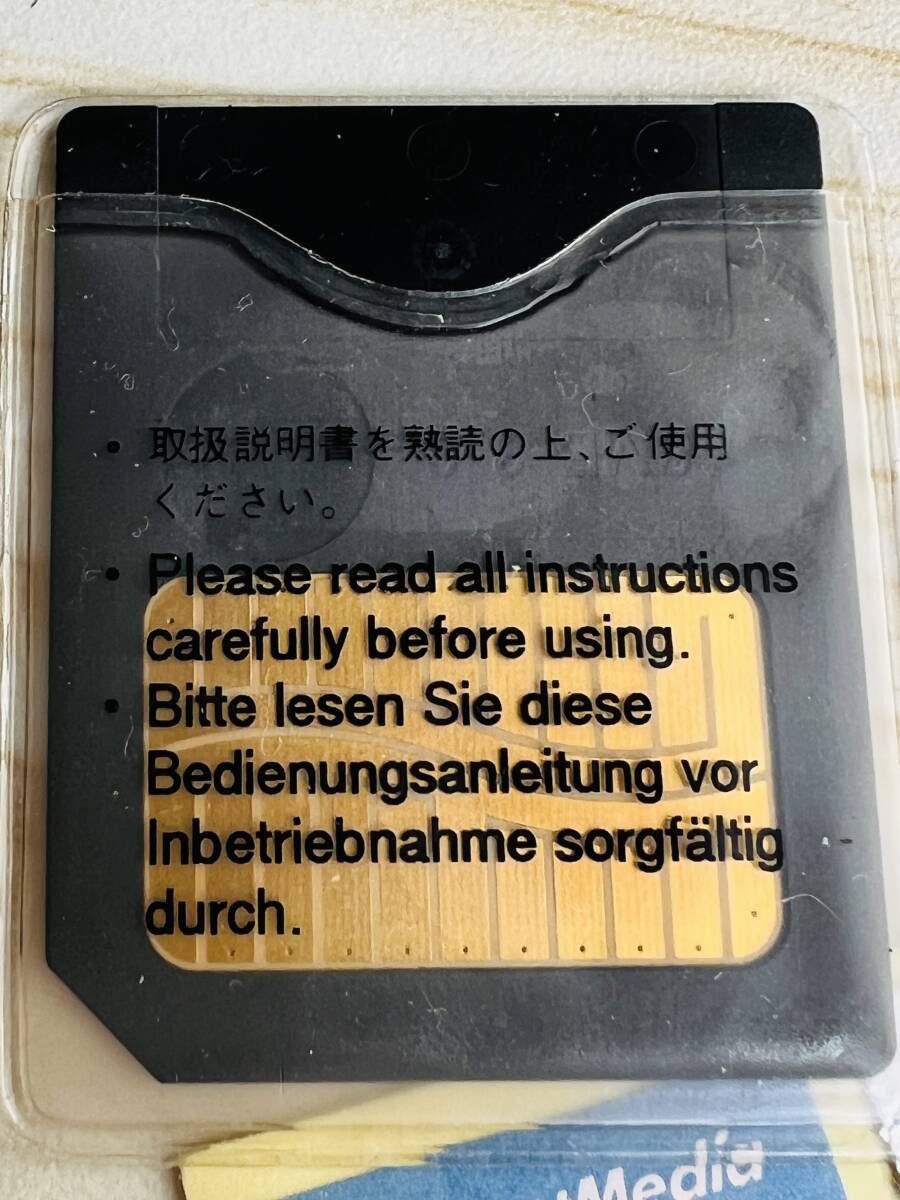 • 取扱説明書を熟読の上、ご使用
ください。
• Please read all instructions
carefully before using.
• Bitte lesen Sie diese
Bedienungsanleitung vor
Inbetriebnahme sorgfältig
durch.
tMedia